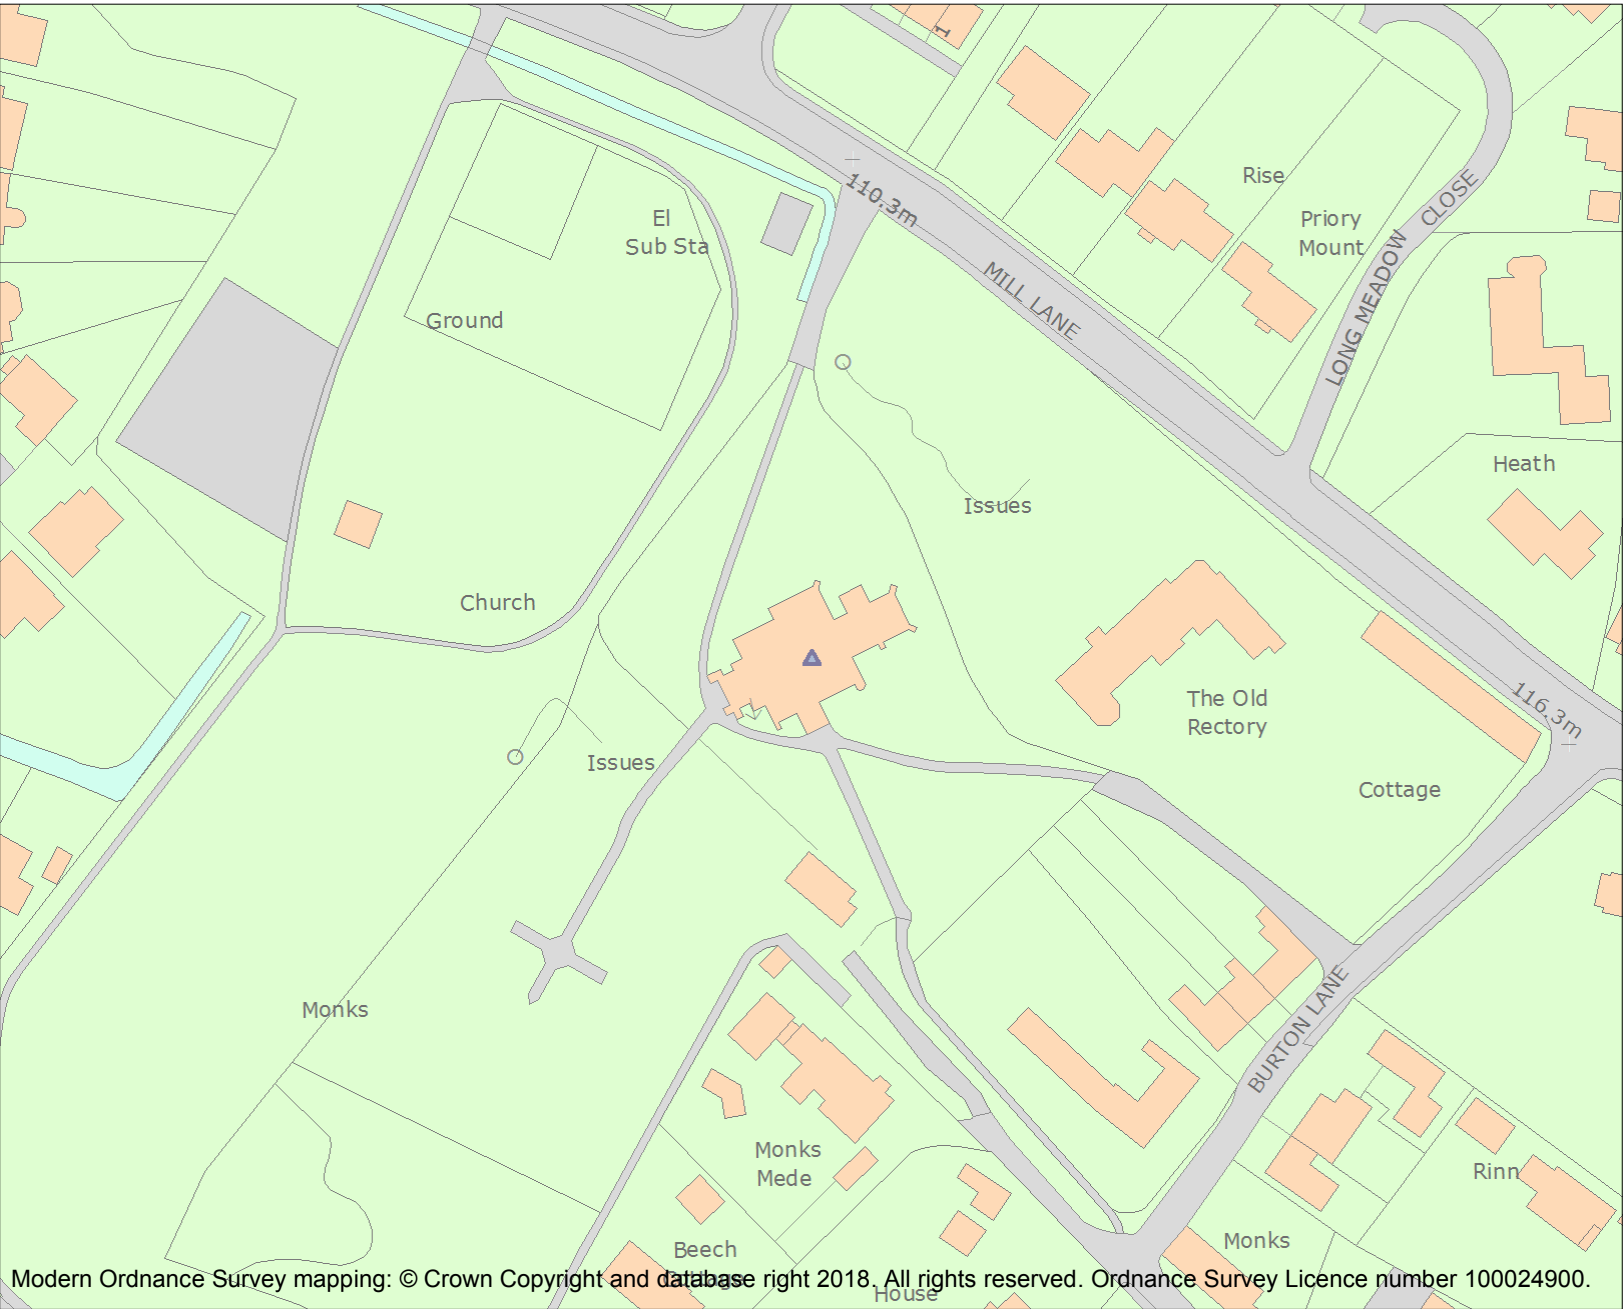 1
Rise
110.3m
El
Sub Sta
Priory
Mount
LONG MEADOW CLOSE
MILL LANE
Ground
Heath
Issues
Church
The Old
Rectory
116.3m
Issues
Cottage
Monks
BURTON LANE
Monks
Mede
Rinn
Monks
Beech
Cottage
House
Modern Ordnance Survey mapping: © Crown Copyright and database right 2018. All rights reserved. Ordnance Survey Licence number 100024900.